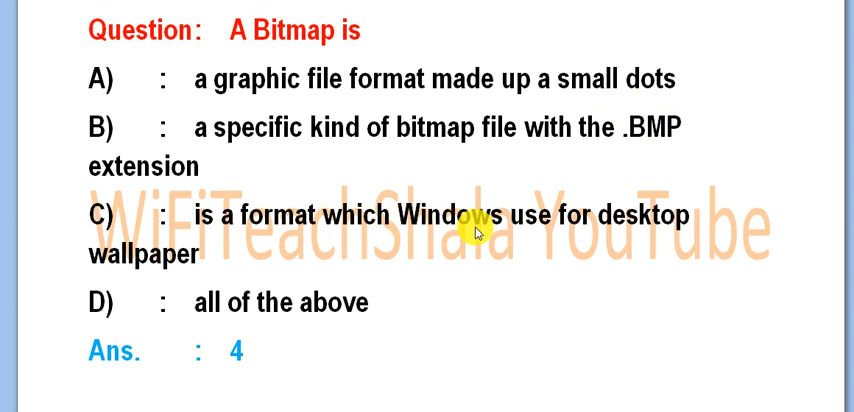 Question: A Bitmap is
A) : a graphic file format made up a small dots
B) : a specific kind of bitmap file with the .BMP
extension
WiFiTeachShala YouTube
C) : is a format which Windows use for desktop
wallpaper
D) : all of the above
Ans. : 4